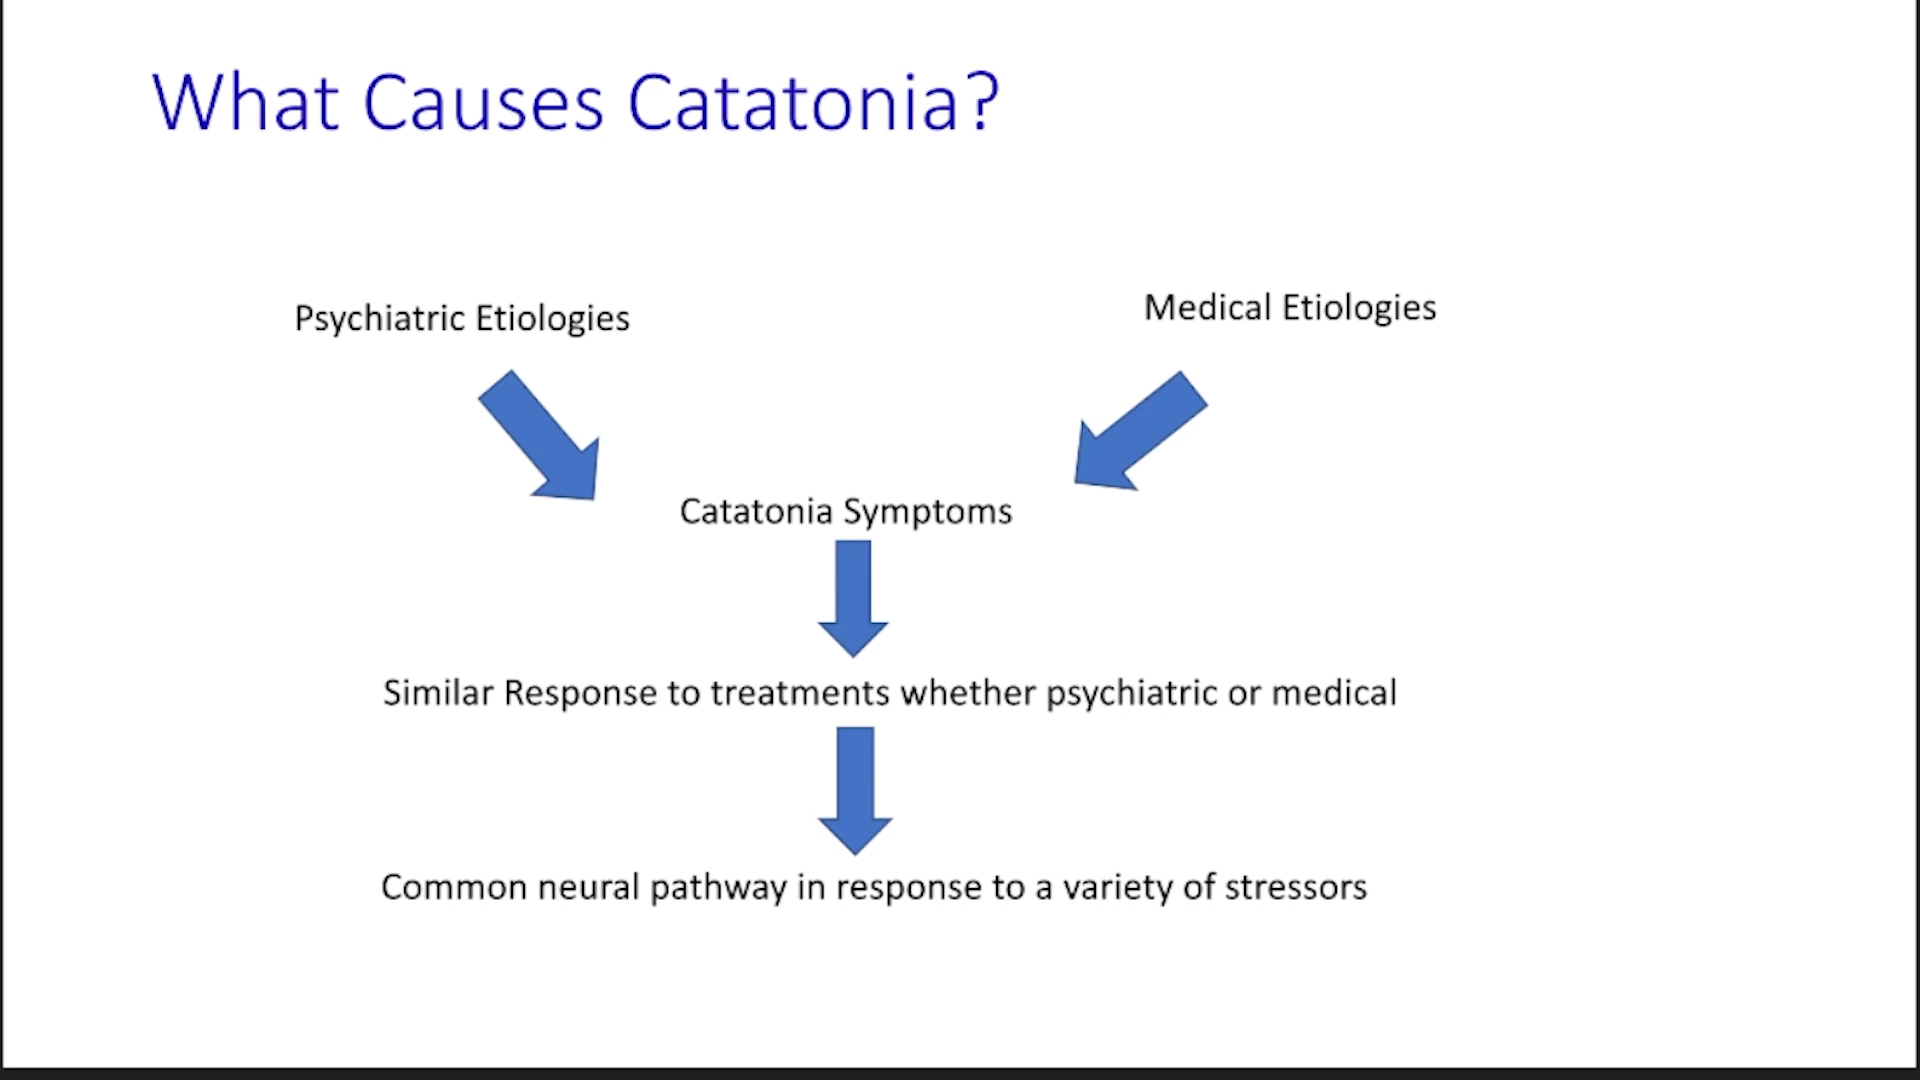 What Causes Catatonia?
Psychiatric Etiologies
Medical Etiologies
Catatonia Symptoms
Similar Response to treatments whether psychiatric or medical
Common neural pathway in response to a variety of stressors